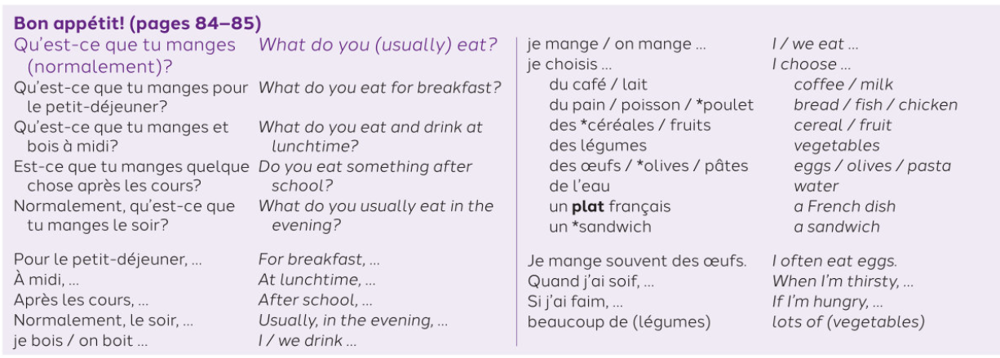 Bon appétit! (pages 84–85)
Qu'est-ce que tu manges What do you (usually) eat?
(normalement)?
Qu'est-ce que tu manges pour What do you eat for breakfast?
le petit-déjeuner?
Qu'est-ce que tu manges et What do you eat and drink at
bois à midi? lunchtime?
Est-ce que tu manges quelque Do you eat something after
chose après les cours? school?
Normalement, qu'est-ce que What do you usually eat in the
tu manges le soir? evening?
Pour le petit-déjeuner, ... For breakfast, ...
À midi, ... At lunchtime, ...
Après les cours, ... After school, ...
Normalement, le soir, ... Usually, in the evening, ...
je bois / on boit ... I / we drink ...
je mange / on mange ... I / we eat ...
je choisis ... I choose ...
du café / lait coffee / milk
du pain / poisson / *poulet bread / fish / chicken
des *céréales / fruits cereal / fruit
des légumes vegetables
des œufs / *olives / pâtes eggs / olives / pasta
de l'eau water
un plat français a French dish
un *sandwich a sandwich
Je mange souvent des œufs. I often eat eggs.
Quand j'ai soif, ... When I'm thirsty, ...
Si j'ai faim, ... If I'm hungry, ...
beaucoup de (légumes) lots of (vegetables)